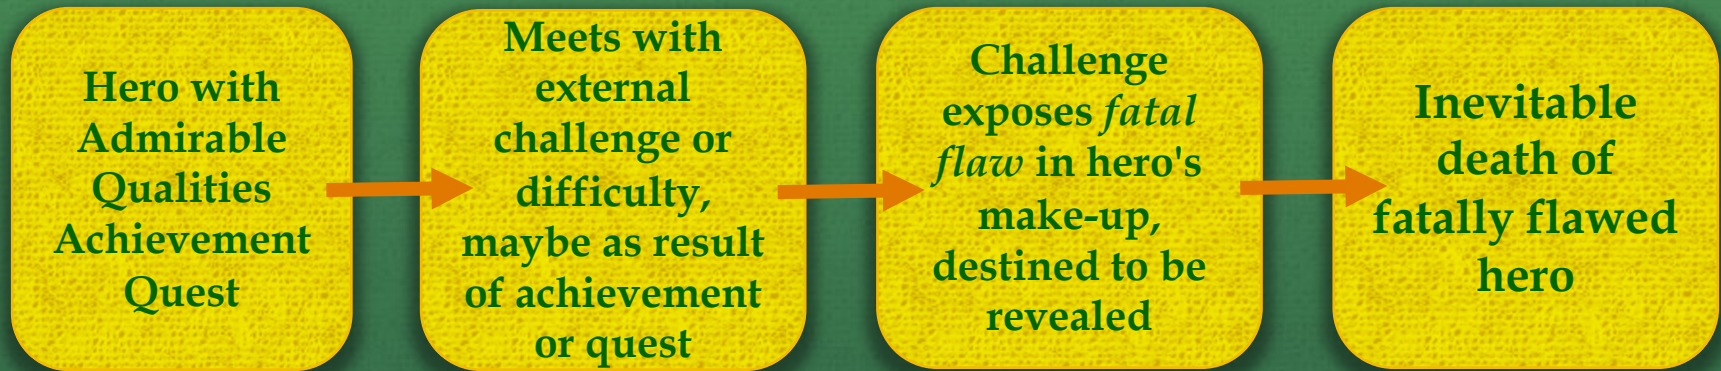 Hero with
Admirable
Qualities
Achievement
Quest
Meets with
external
challenge or
difficulty,
maybe as result
of achievement
or quest
Challenge
exposes fatal
flaw in hero's
make-up,
destined to be
revealed
Inevitable
death of
fatally flawed
hero